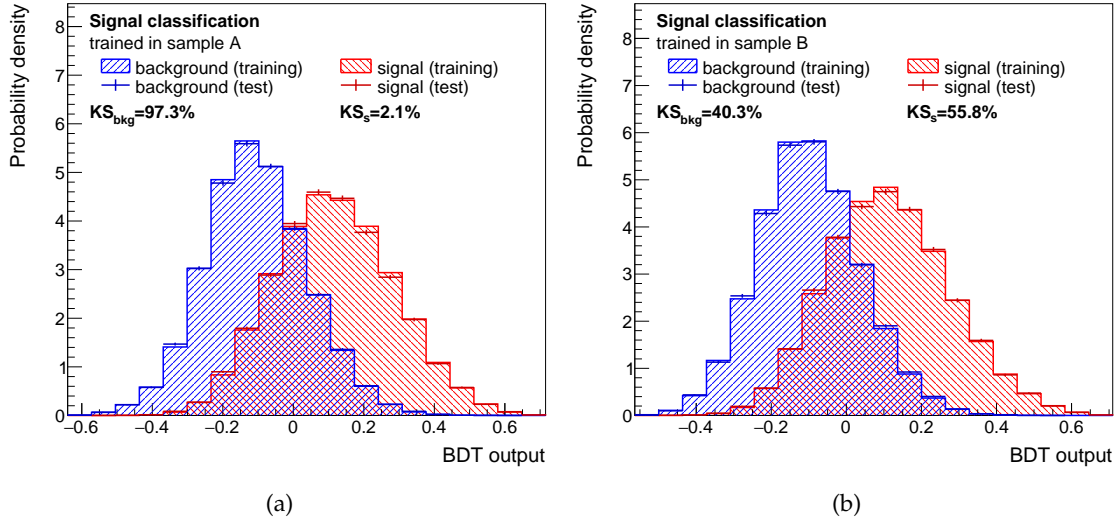 Signal classification
trained in sample A
background (training) signal (training)
background (test) signal (test)
KSbkg=97.3% KSs=2.1%
Probability density
8
7
6
5
4
3
2
1
0
−0.6 −0.4 −0.2 0 0.2 0.4 0.6
BDT output
(a)
Signal classification
trained in sample B
background (training) signal (training)
background (test) signal (test)
KSbkg=40.3% KSs=55.8%
Probability density
8
7
6
5
4
3
2
1
0
−0.4 −0.2 0 0.2 0.4 0.6
BDT output
(b)